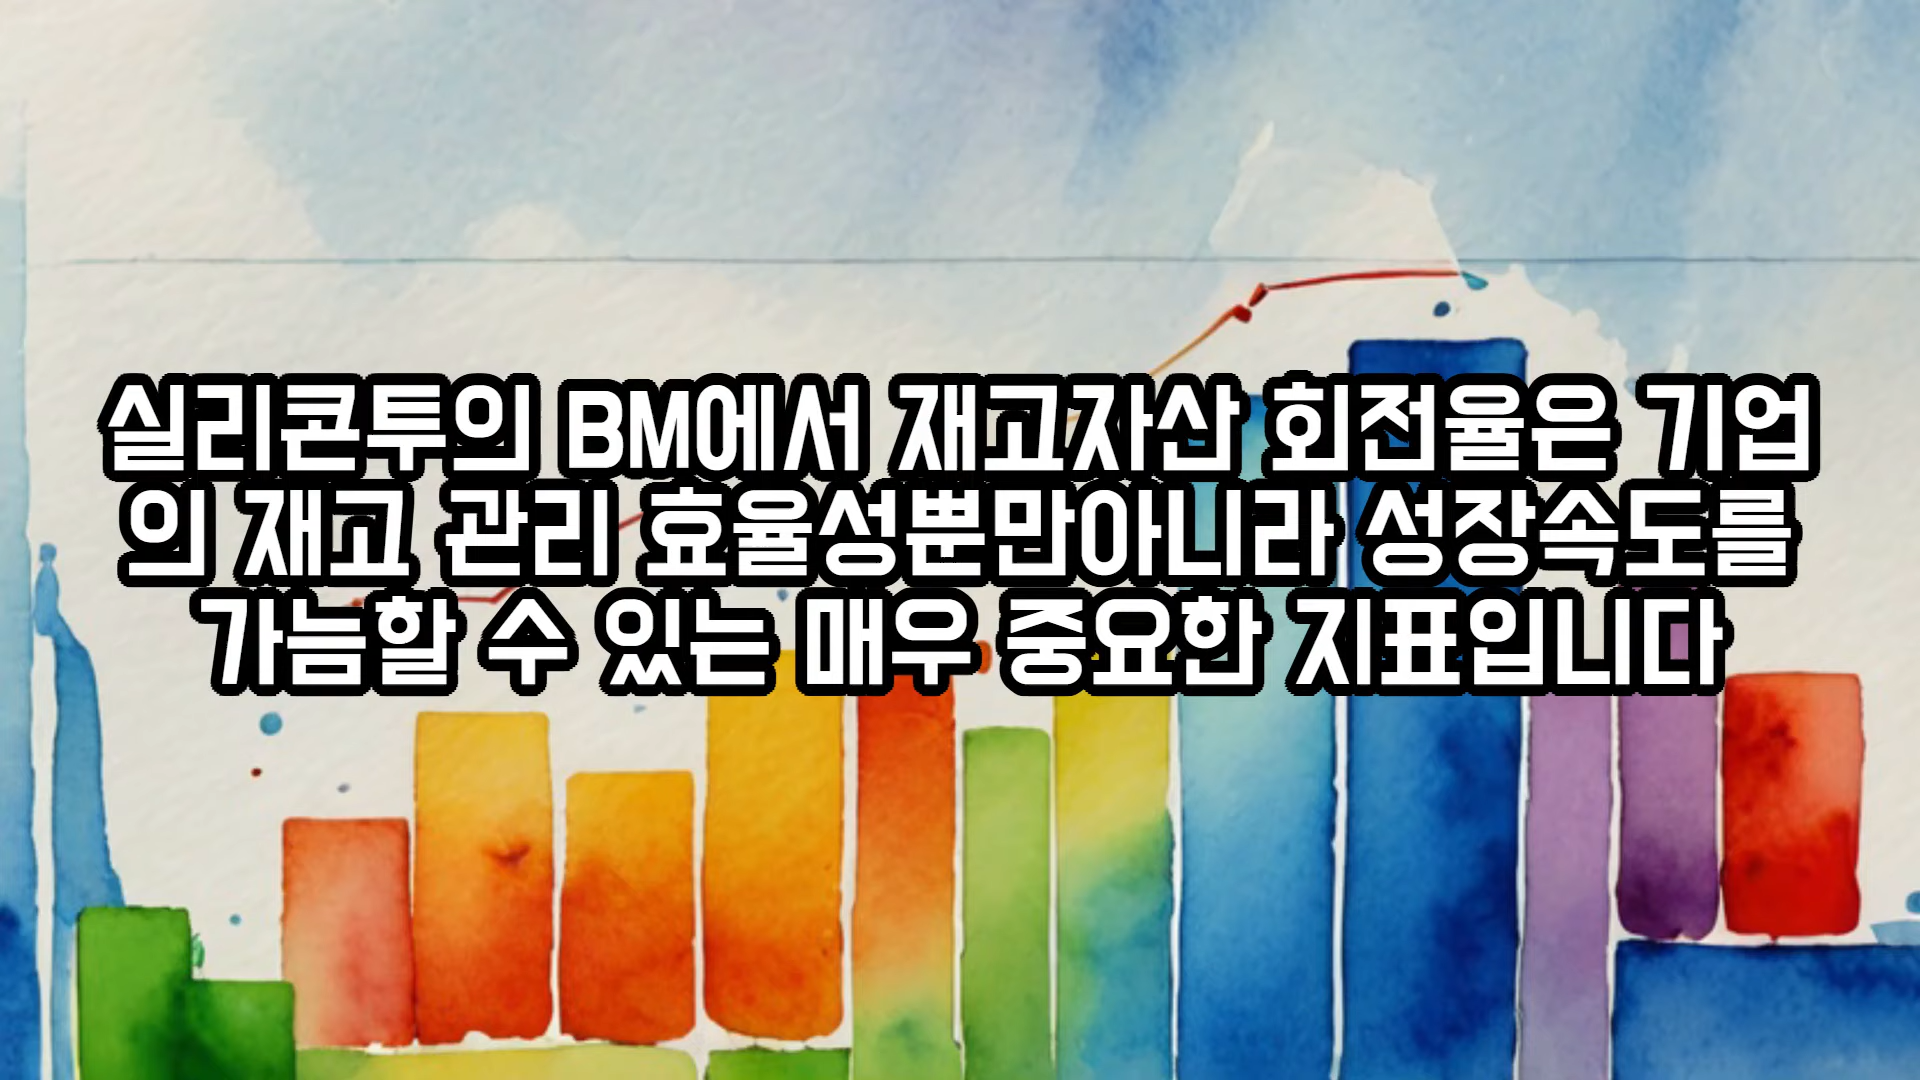 실리콘투의 BM에서 재고자산 회전율은 기업
의 재고 관리 효율성뿐만아니라 성장속도를
가늠할 수 있는 매우 중요한 지표입니다